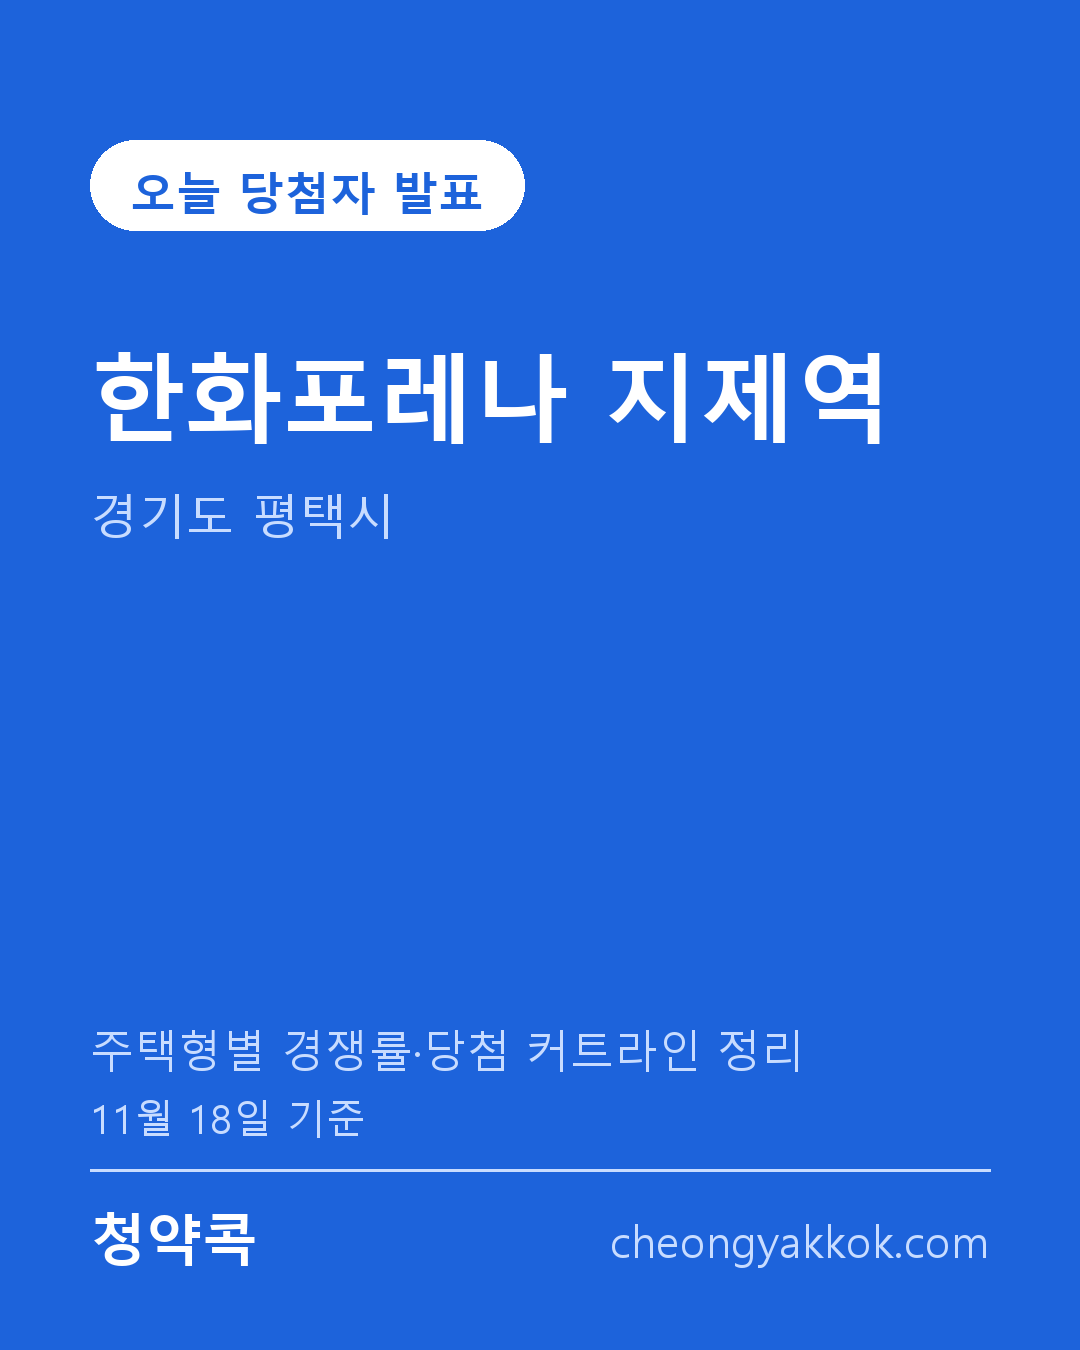 오늘 당첨자 발표
한화포레나 지제역
경기도 평택시
주택형별 경쟁률·당첨 커트라인 정리
11월 18일 기준
청약콕
cheongyakkok.com